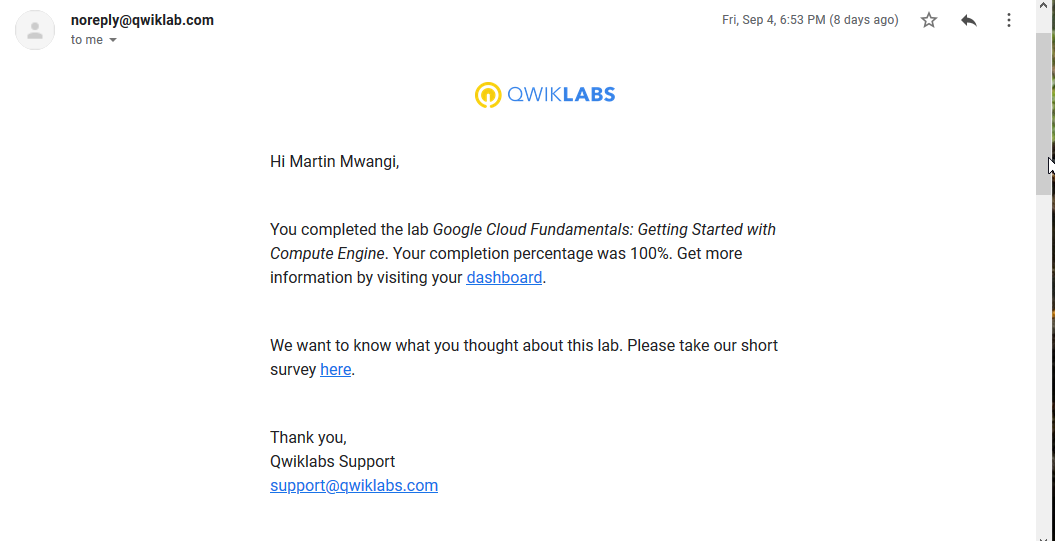 noreply@qwiklab.com
Fri, Sep 4, 6:53 PM (8 days ago)
to me
QWIKLABS
Hi Martin Mwangi,
You completed the lab Google Cloud Fundamentals: Getting Started with
Compute Engine. Your completion percentage was 100%. Get more
information by visiting your dashboard.
We want to know what you thought about this lab. Please take our short
survey here.
Thank you,
Qwiklabs Support
support@qwiklabs.com